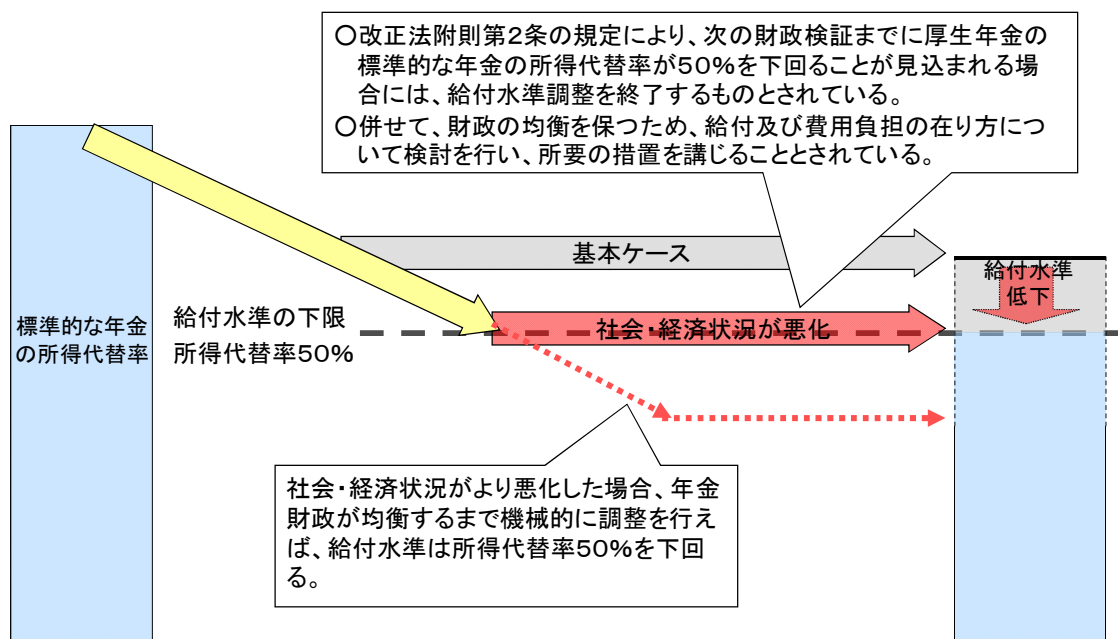 ○改正法附則第2条の規定により、次の財政検証までに厚生年金の
標準的な年金の所得代替率が50%を下回ることが見込まれる場
合には、給付水準調整を終了するものとされている。
○併せて、財政の均衡を保つため、給付及び費用負担の在り方につ
いて検討を行い、所要の措置を講じることとされている。
基本ケース
給付水準
低下
標準的な年金
の所得代替率
給付水準の下限
所得代替率50%
社会・経済状況が悪化
社会・経済状況がより悪化した場合、年金
財政が均衡するまで機械的に調整を行え
ば、給付水準は所得代替率50%を下回
る。